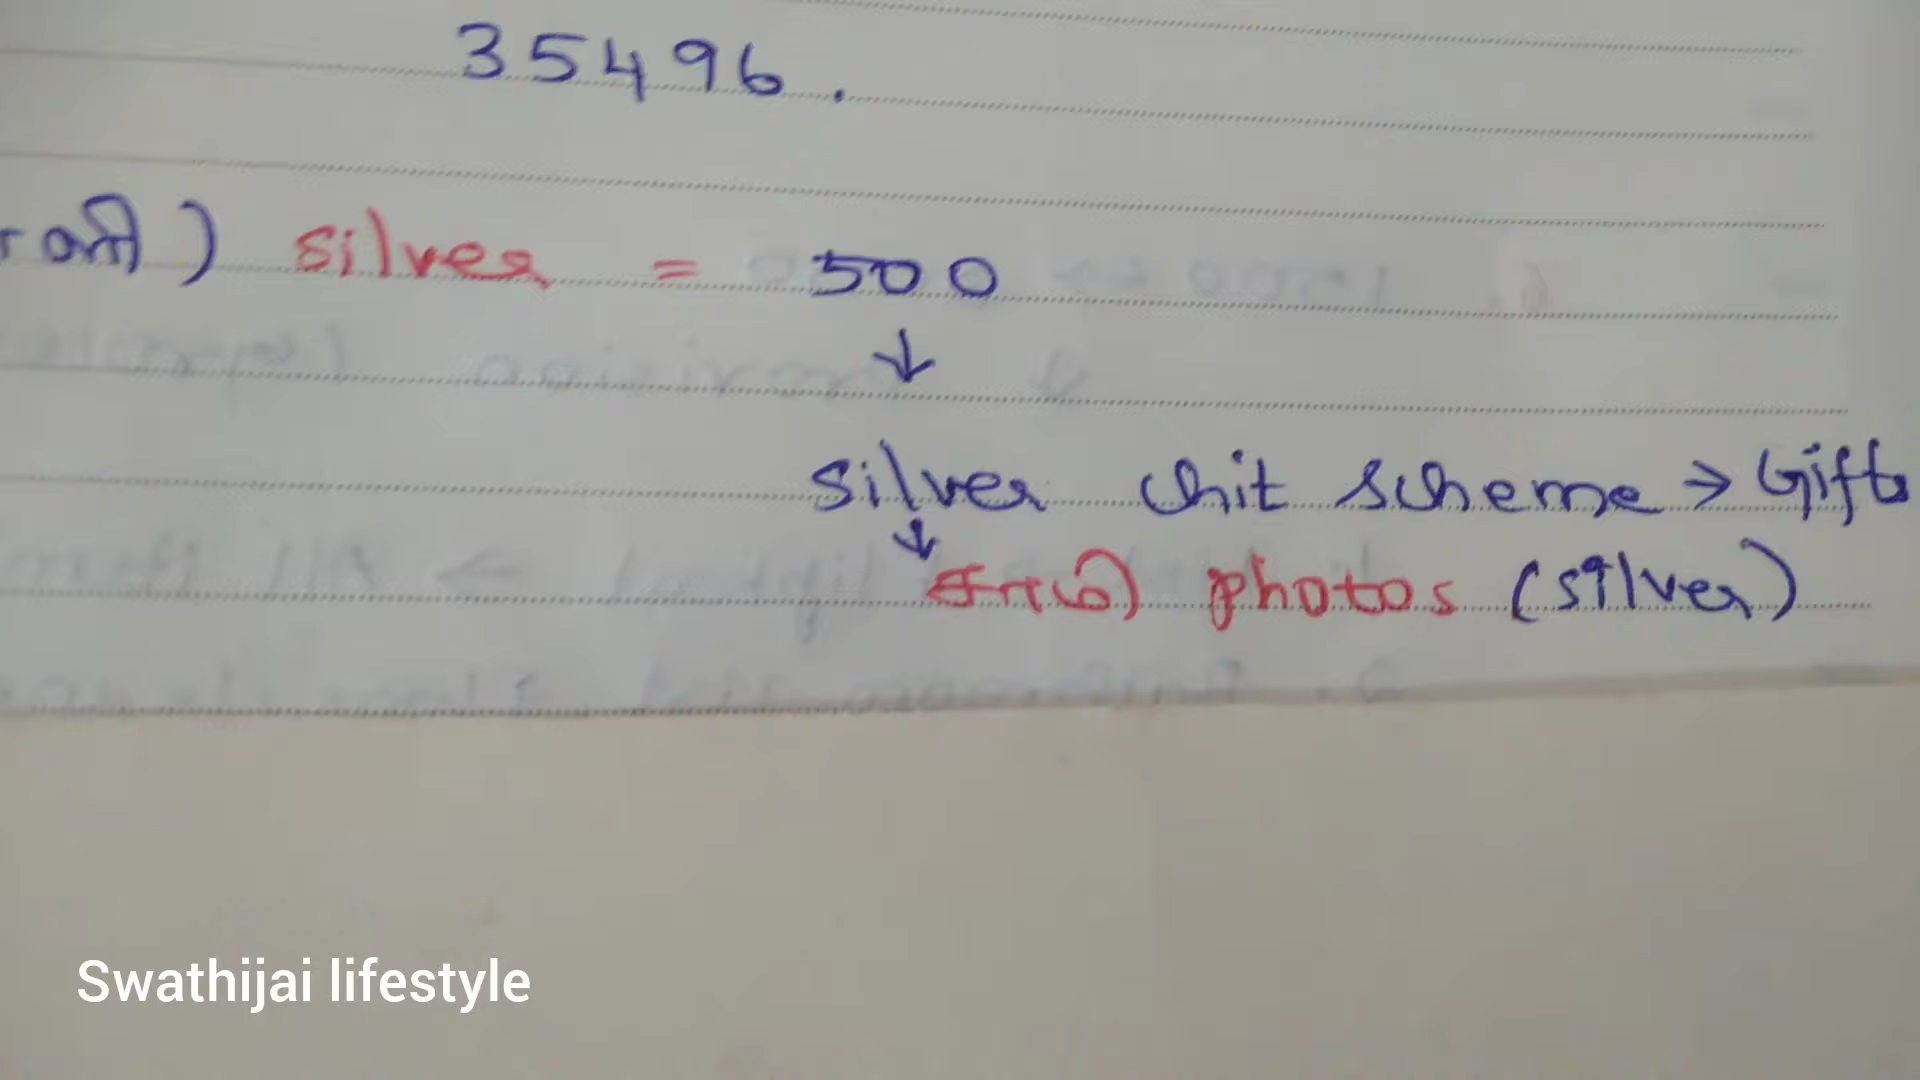 35496.
) silver = 500
↓
silver chit scheme → Gifts
↓
சாமி photos (silver)
Swathijai lifestyle